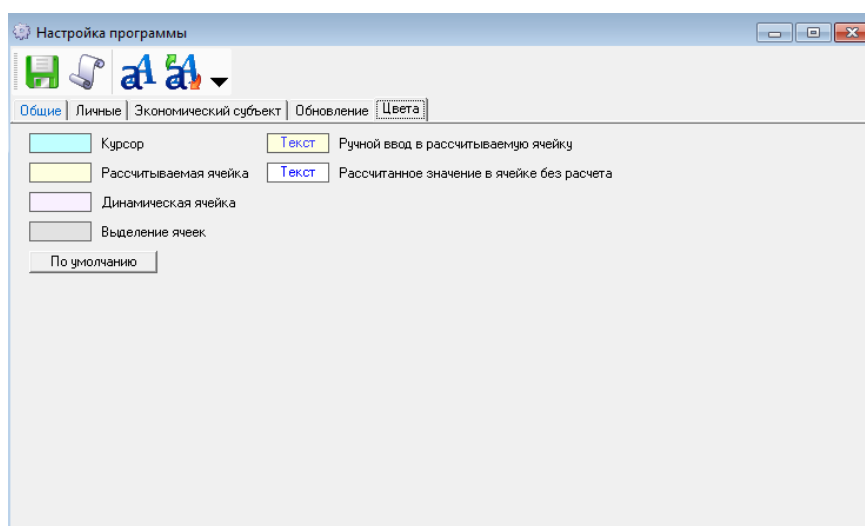 Настройка программы
Общие Личные Экономический субъект Обновление Цвета
Курсор Текст Ручной ввод в рассчитываемую ячейку
Рассчитываемая ячейка Текст Рассчитанное значение в ячейке без расчета
Динамическая ячейка
Выделение ячеек
По умолчанию